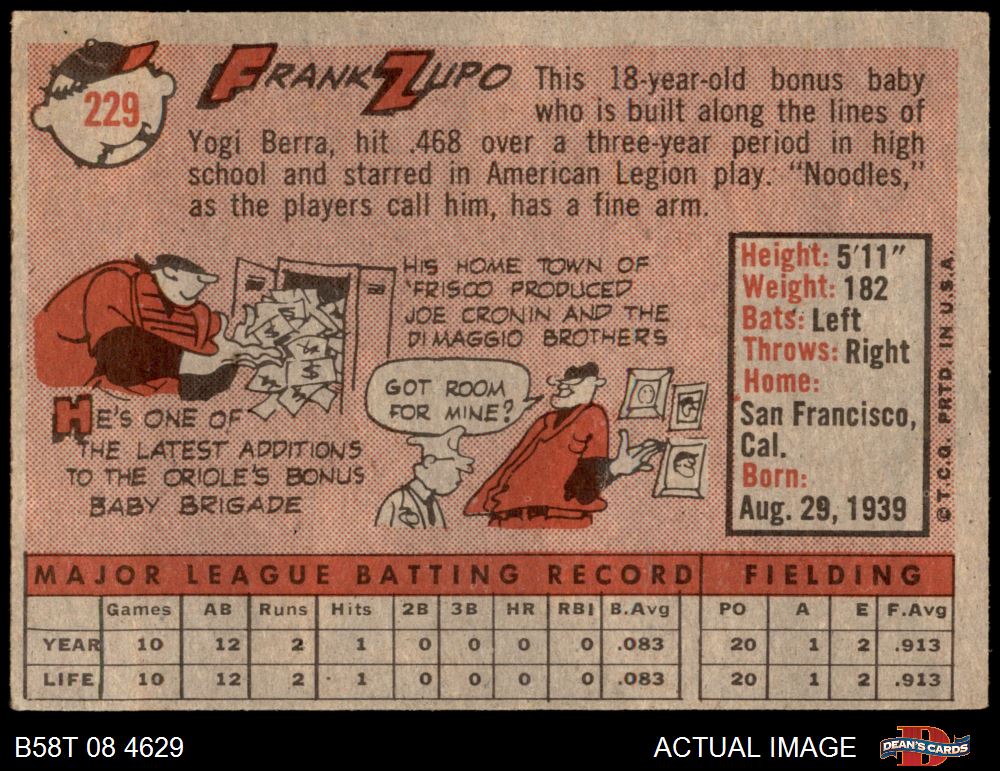 229
FRANK ZUPO
This 18-year-old bonus baby
who is built along the lines of
Yogi Berra, hit .468 over a three-year period in high
school and starred in American Legion play. "Noodles,"
as the players call him, has a fine arm.
HE'S ONE OF
THE LATEST ADDITIONS
TO THE ORIOLE'S BONUS
BABY BRIGADE
HIS HOME TOWN OF
'FRISCO PRODUCED
JOE CRONIN AND THE
DI MAGGIO BROTHERS
GOT ROOM
FOR MINE?
Height: 5'11"
Weight: 182
Bats: Left
Throws: Right
Home:
San Francisco,
Cal.
Born:
Aug. 29, 1939
© T.C.G. PRTD. IN U.S.A.
MAJOR LEAGUE BATTING RECORD FIELDING
Games AB Runs Hits 2B 3B HR RBI B.Avg PO A E F.Avg
YEAR 10 12 2 1 0 0 0 0 .083 20 1 2 .913
LIFE 10 12 2 1 0 0 0 0 .083 20 1 2 .913
B58T 08 4629 ACTUAL IMAGE DEAN'S CARDS